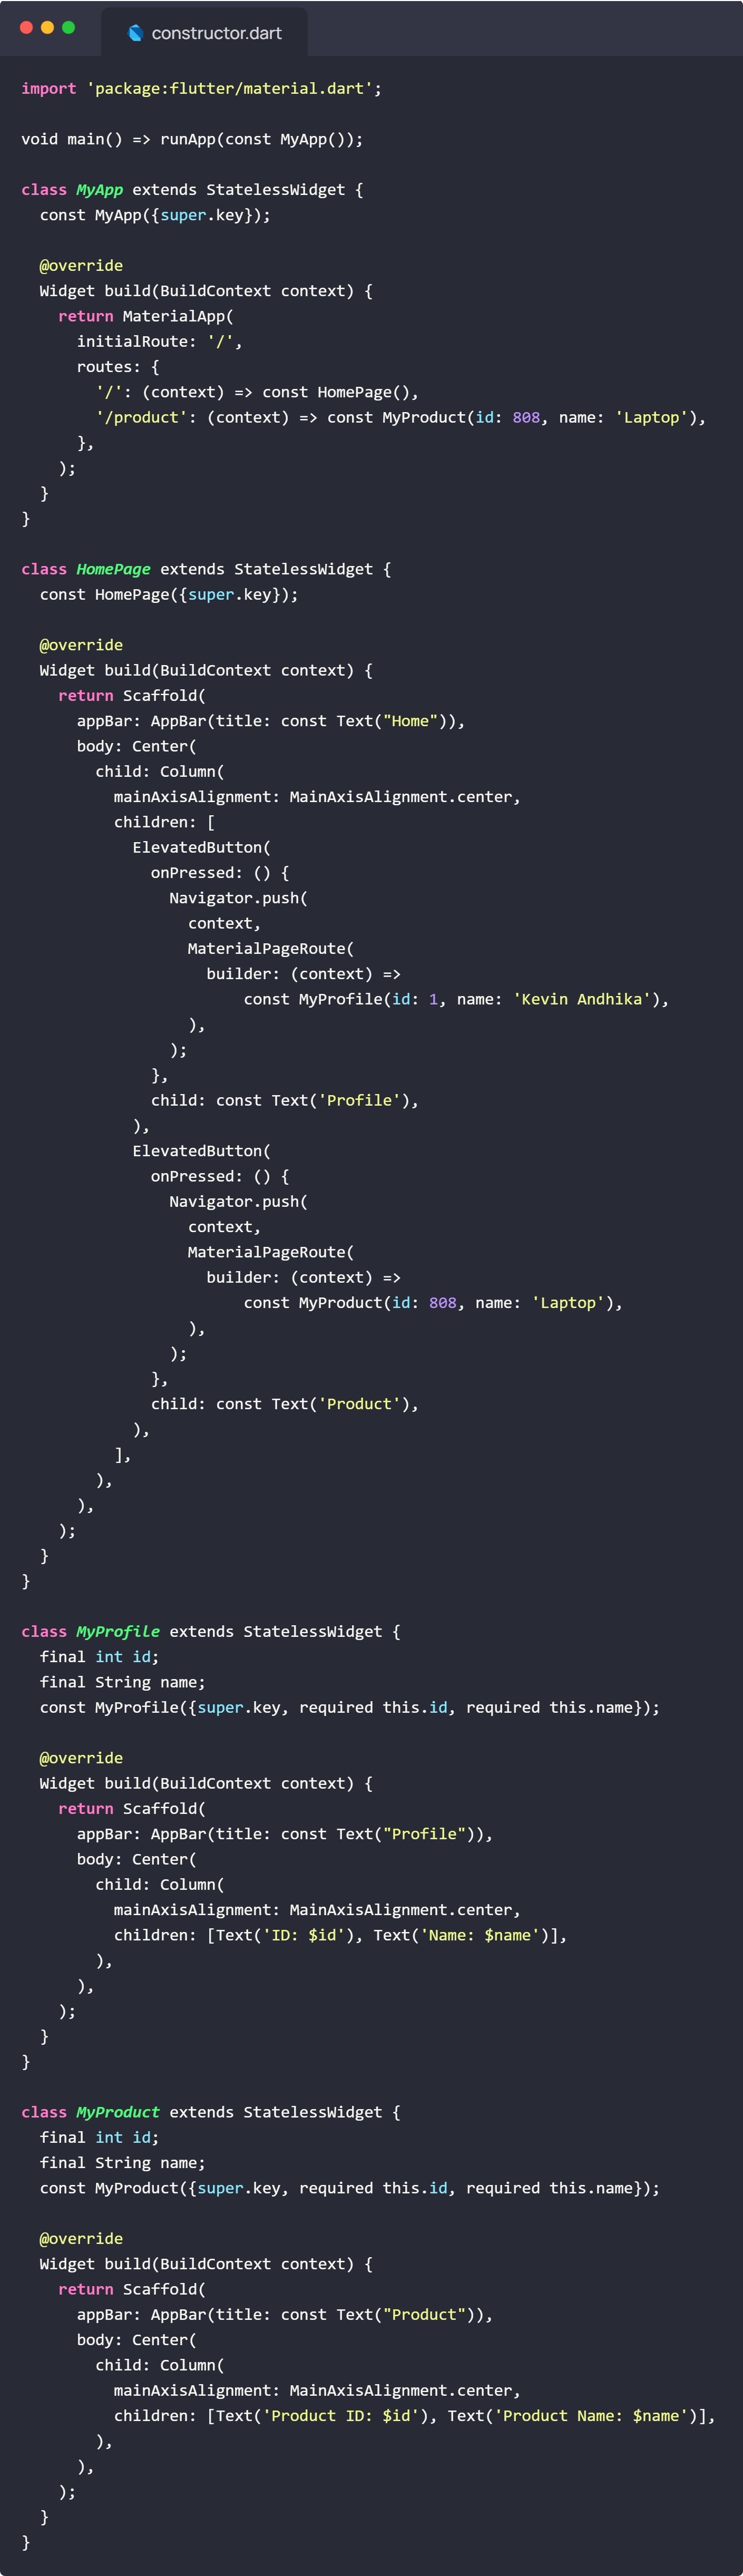 constructor.dart
import 'package:flutter/material.dart';

void main() => runApp(const MyApp());

class MyApp extends StatelessWidget {
  const MyApp({super.key});

  @override
  Widget build(BuildContext context) {
    return MaterialApp(
      initialRoute: '/',
      routes: {
        '/': (context) => const HomePage(),
        '/product': (context) => const MyProduct(id: 808, name: 'Laptop'),
      },
    );
  }
}

class HomePage extends StatelessWidget {
  const HomePage({super.key});

  @override
  Widget build(BuildContext context) {
    return Scaffold(
      appBar: AppBar(title: const Text("Home")),
      body: Center(
        child: Column(
          mainAxisAlignment: MainAxisAlignment.center,
          children: [
            ElevatedButton(
              onPressed: () {
                Navigator.push(
                  context,
                  MaterialPageRoute(
                    builder: (context) =>
                        const MyProfile(id: 1, name: 'Kevin Andhika'),
                  ),
                );
              },
              child: const Text('Profile'),
            ),
            ElevatedButton(
              onPressed: () {
                Navigator.push(
                  context,
                  MaterialPageRoute(
                    builder: (context) =>
                        const MyProduct(id: 808, name: 'Laptop'),
                  ),
                );
              },
              child: const Text('Product'),
            ),
          ],
        ),
      ),
    );
  }
}

class MyProfile extends StatelessWidget {
  final int id;
  final String name;
  const MyProfile({super.key, required this.id, required this.name});

  @override
  Widget build(BuildContext context) {
    return Scaffold(
      appBar: AppBar(title: const Text("Profile")),
      body: Center(
        child: Column(
          mainAxisAlignment: MainAxisAlignment.center,
          children: [Text('ID: $id'), Text('Name: $name')],
        ),
      ),
    );
  }
}

class MyProduct extends StatelessWidget {
  final int id;
  final String name;
  const MyProduct({super.key, required this.id, required this.name});

  @override
  Widget build(BuildContext context) {
    return Scaffold(
      appBar: AppBar(title: const Text("Product")),
      body: Center(
        child: Column(
          mainAxisAlignment: MainAxisAlignment.center,
          children: [Text('Product ID: $id'), Text('Product Name: $name')],
        ),
      ),
    );
  }
}